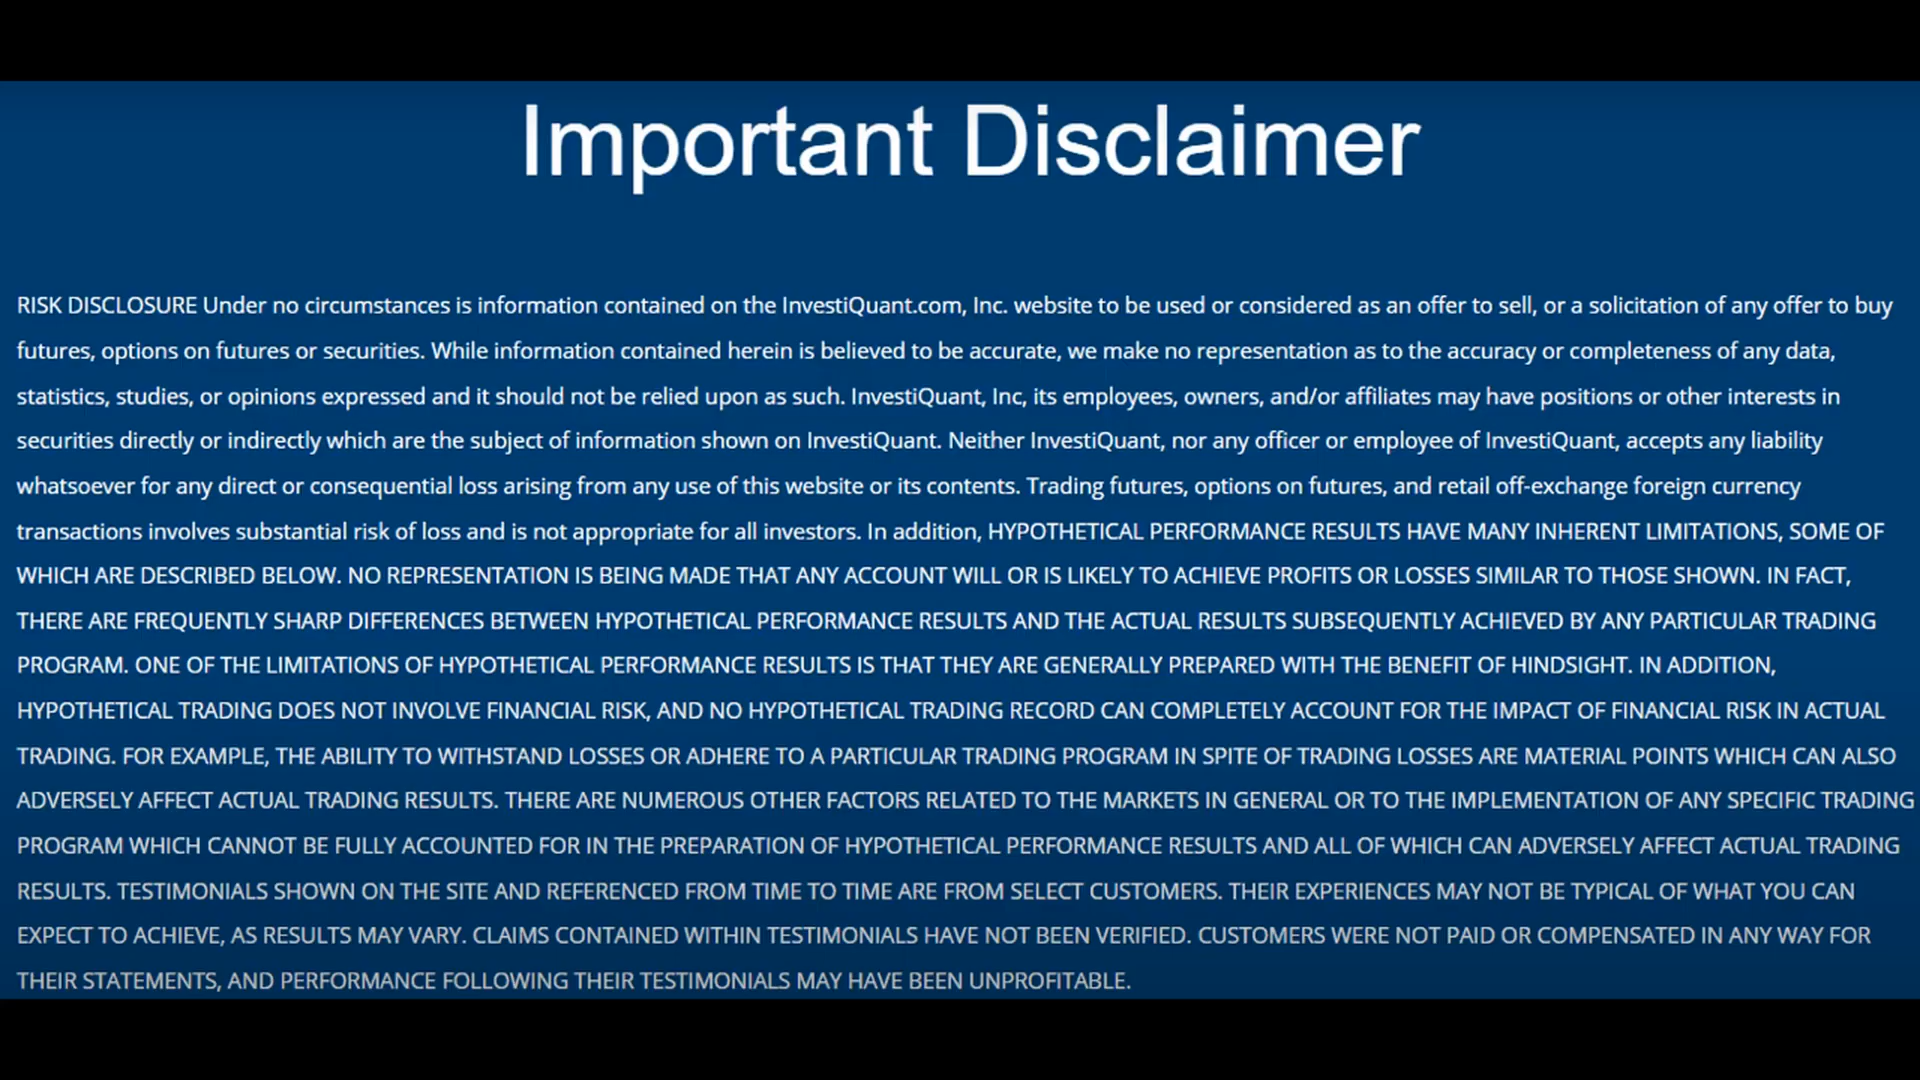 Important Disclaimer
RISK DISCLOSURE Under no circumstances is information contained on the InvestiQuant.com, Inc. website to be used or considered as an offer to sell, or a solicitation of any offer to buy
futures, options on futures or securities. While information contained herein is believed to be accurate, we make no representation as to the accuracy or completeness of any data,
statistics, studies, or opinions expressed and it should not be relied upon as such. InvestiQuant, Inc, its employees, owners, and/or affiliates may have positions or other interests in
securities directly or indirectly which are the subject of information shown on InvestiQuant. Neither InvestiQuant, nor any officer or employee of InvestiQuant, accepts any liability
whatsoever for any direct or consequential loss arising from any use of this website or its contents. Trading futures, options on futures, and retail off-exchange foreign currency
transactions involves substantial risk of loss and is not appropriate for all investors. In addition, HYPOTHETICAL PERFORMANCE RESULTS HAVE MANY INHERENT LIMITATIONS, SOME OF
WHICH ARE DESCRIBED BELOW. NO REPRESENTATION IS BEING MADE THAT ANY ACCOUNT WILL OR IS LIKELY TO ACHIEVE PROFITS OR LOSSES SIMILAR TO THOSE SHOWN. IN FACT,
THERE ARE FREQUENTLY SHARP DIFFERENCES BETWEEN HYPOTHETICAL PERFORMANCE RESULTS AND THE ACTUAL RESULTS SUBSEQUENTLY ACHIEVED BY ANY PARTICULAR TRADING
PROGRAM. ONE OF THE LIMITATIONS OF HYPOTHETICAL PERFORMANCE RESULTS IS THAT THEY ARE GENERALLY PREPARED WITH THE BENEFIT OF HINDSIGHT. IN ADDITION,
HYPOTHETICAL TRADING DOES NOT INVOLVE FINANCIAL RISK, AND NO HYPOTHETICAL TRADING RECORD CAN COMPLETELY ACCOUNT FOR THE IMPACT OF FINANCIAL RISK IN ACTUAL
TRADING. FOR EXAMPLE, THE ABILITY TO WITHSTAND LOSSES OR ADHERE TO A PARTICULAR TRADING PROGRAM IN SPITE OF TRADING LOSSES ARE MATERIAL POINTS WHICH CAN ALSO
ADVERSELY AFFECT ACTUAL TRADING RESULTS. THERE ARE NUMEROUS OTHER FACTORS RELATED TO THE MARKETS IN GENERAL OR TO THE IMPLEMENTATION OF ANY SPECIFIC TRADING
PROGRAM WHICH CANNOT BE FULLY ACCOUNTED FOR IN THE PREPARATION OF HYPOTHETICAL PERFORMANCE RESULTS AND ALL OF WHICH CAN ADVERSELY AFFECT ACTUAL TRADING
RESULTS. TESTIMONIALS SHOWN ON THE SITE AND REFERENCED FROM TIME TO TIME ARE FROM SELECT CUSTOMERS. THEIR EXPERIENCES MAY NOT BE TYPICAL OF WHAT YOU CAN
EXPECT TO ACHIEVE, AS RESULTS MAY VARY. CLAIMS CONTAINED WITHIN TESTIMONIALS HAVE NOT BEEN VERIFIED. CUSTOMERS WERE NOT PAID OR COMPENSATED IN ANY WAY FOR
THEIR STATEMENTS, AND PERFORMANCE FOLLOWING THEIR TESTIMONIALS MAY HAVE BEEN UNPROFITABLE.